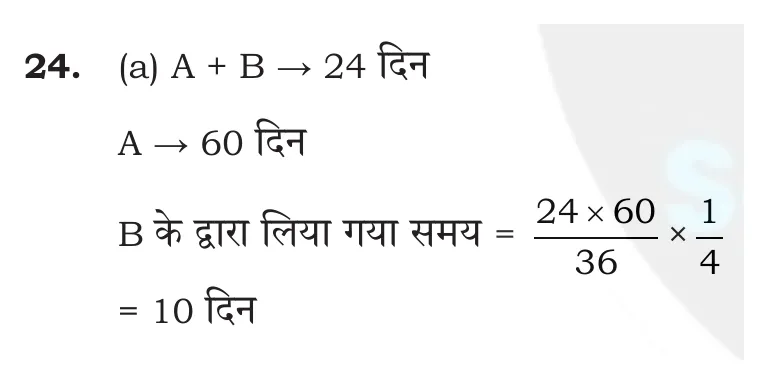 24. (a) A + B → 24 दिन
A → 60 दिन
B के द्वारा लिया गया समय = (24 × 60)/36 × 1/4
= 10 दिन